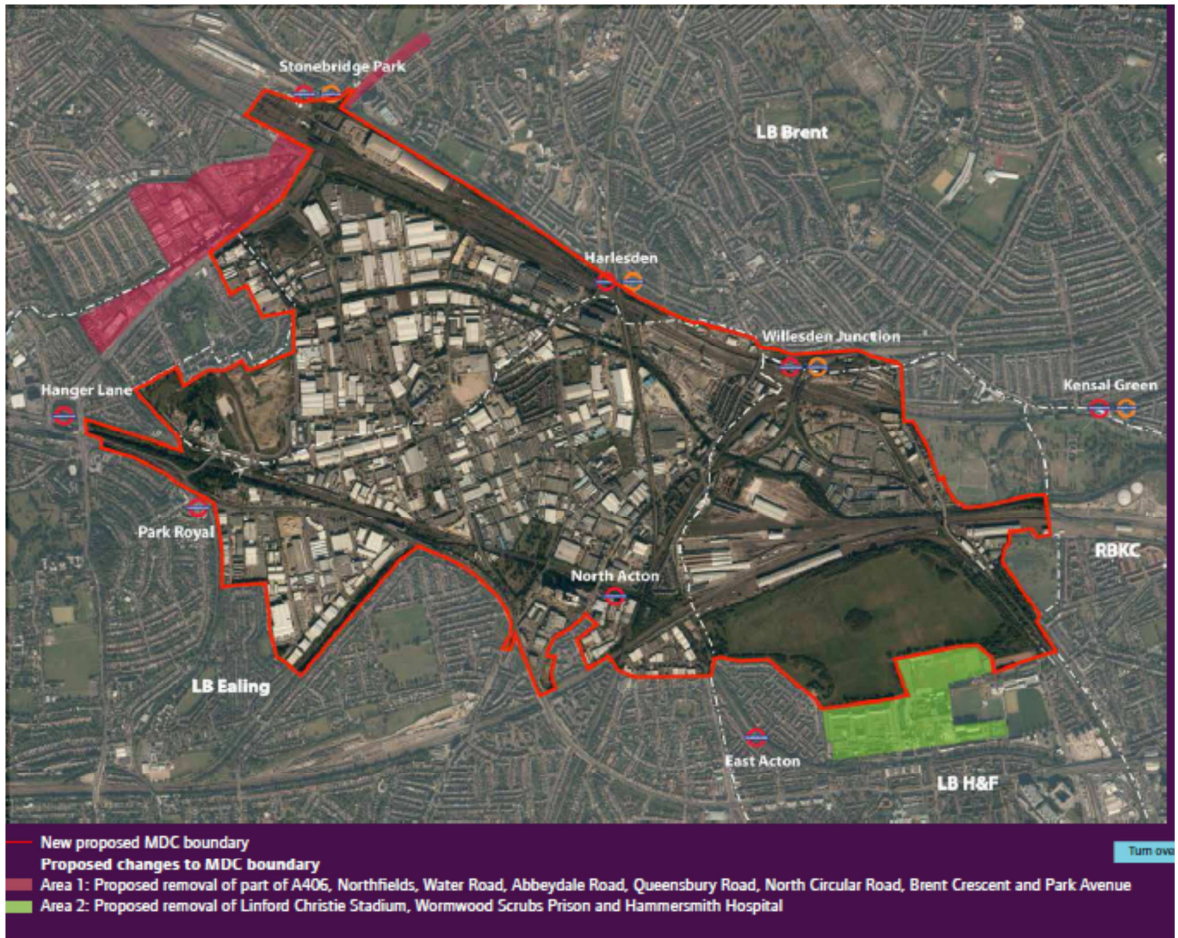 Stonebridge Park
LB Brent
Harlesden
Willesden Junction
Hanger Lane
Kensal Green
Park Royal
RBKC
North Acton
LB Ealing
East Acton
LB H&F
New proposed MDC boundary
Proposed changes to MDC boundary
Turn ove
Area 1: Proposed removal of part of A406, Northfields, Water Road, Abbeydale Road, Queensbury Road, North Circular Road, Brent Crescent and Park Avenue
Area 2: Proposed removal of Linford Christie Stadium, Wormwood Scrubs Prison and Hammersmith Hospital